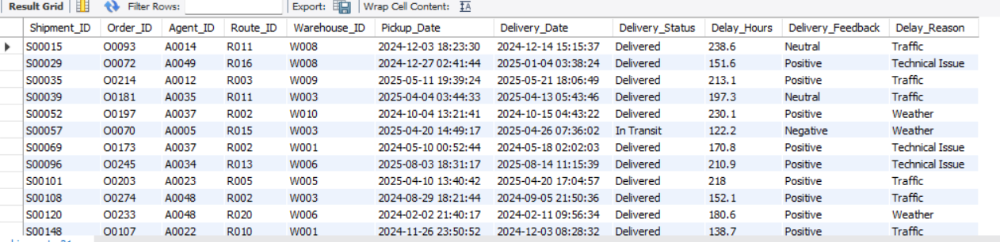 Result Grid Filter Rows: Export: Wrap Cell Content: IA
Shipment_ID Order_ID Agent_ID Route_ID Warehouse_ID Pickup_Date Delivery_Date Delivery_Status Delay_Hours Delivery_Feedback Delay_Reason
S00015 O0093 A0014 R011 W008 2024-12-03 18:23:30 2024-12-14 15:15:37 Delivered 238.6 Neutral Traffic
S00029 O0072 A0049 R016 W008 2024-12-27 02:41:44 2025-01-04 03:38:24 Delivered 151.6 Positive Technical Issue
S00035 O0214 A0012 R003 W009 2025-05-11 19:39:24 2025-05-21 18:06:49 Delivered 213.1 Positive Traffic
S00039 O0181 A0035 R011 W003 2025-04-04 03:44:33 2025-04-13 05:43:46 Delivered 197.3 Neutral Traffic
S00052 O0197 A0037 R002 W010 2024-10-04 13:21:41 2024-10-15 04:43:22 Delivered 230.1 Positive Weather
S00057 O0070 A0005 R015 W003 2025-04-20 14:49:17 2025-04-26 07:36:02 In Transit 122.2 Negative Weather
S00069 O0173 A0037 R002 W001 2024-05-10 00:52:44 2024-05-18 02:02:03 Delivered 170.8 Positive Technical Issue
S00096 O0245 A0034 R013 W006 2025-08-03 18:31:17 2025-08-14 11:15:39 Delivered 210.9 Positive Technical Issue
S00101 O0203 A0023 R005 W005 2025-04-10 13:40:42 2025-04-20 17:04:57 Delivered 218 Positive Traffic
S00108 O0274 A0048 R002 W003 2024-08-29 18:21:44 2024-09-05 21:50:36 Delivered 152.1 Positive Traffic
S00120 O0233 A0048 R020 W006 2024-02-02 21:40:17 2024-02-11 09:56:34 Delivered 180.6 Positive Weather
S00148 O0107 A0022 R010 W001 2024-11-26 23:50:52 2024-12-03 08:28:32 Delivered 138.7 Positive Traffic